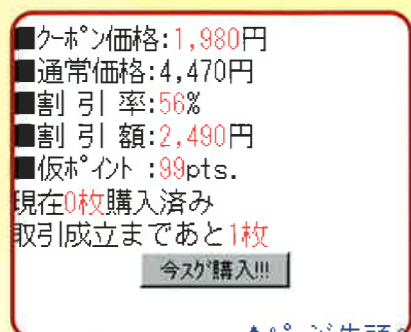 ■ｸｰﾎﾟﾝ価格:1,980円
■通常価格:4,470円
■割 引 率:56%
■割 引 額:2,490円
■仮ﾎﾟｲﾝﾄ :99pts.
現在0枚購入済み
取引成立まであと1枚
今ｽｸﾞ購入!!!